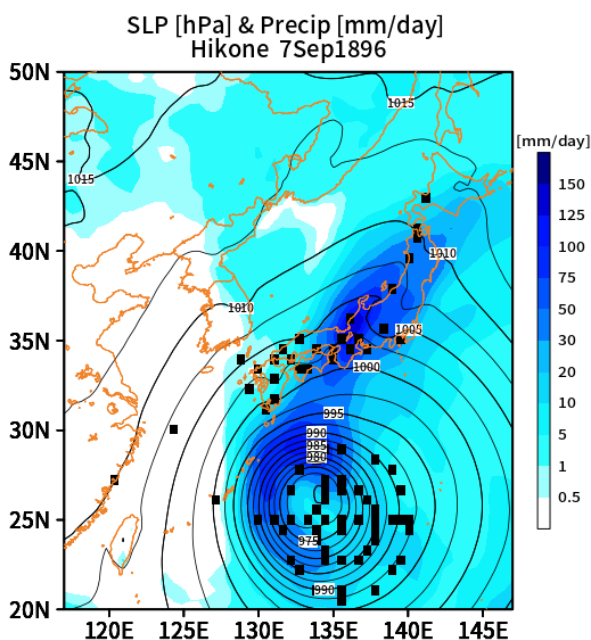 SLP [hPa] & Precip [mm/day]
Hikone 7Sep1896
50N
45N
40N
35N
30N
25N
20N
120E
125E
130E
135E
140E
145E
1015
1015
1010
1010
1005
1000
995
990
985
980
975
990
[mm/day]
150
125
100
75
50
30
20
10
5
1
0.5